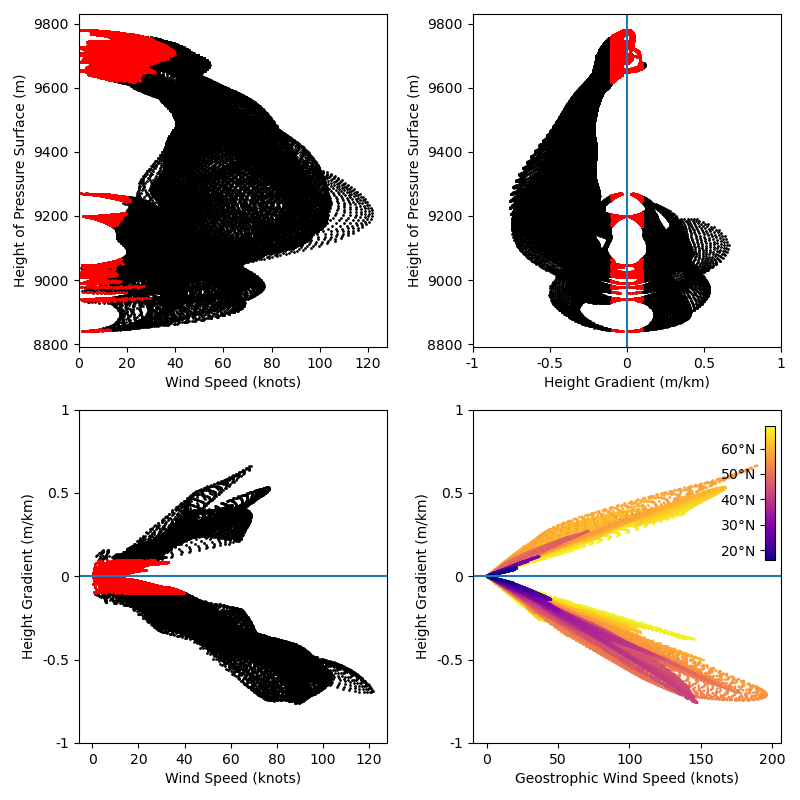 9800
9600
9400
9200
9000
8800
0 20 40 60 80 100 120
Height of Pressure Surface (m)
Wind Speed (knots)
9800
9600
9400
9200
9000
8800
-1 -0.5 0 0.5 1
Height of Pressure Surface (m)
Height Gradient (m/km)
1
0.5
0
-0.5
-1
0 20 40 60 80 100 120
Height Gradient (m/km)
Wind Speed (knots)
1
0.5
0
-0.5
-1
0 50 100 150 200
Height Gradient (m/km)
Geostrophic Wind Speed (knots)
60°N
50°N
40°N
30°N
20°N